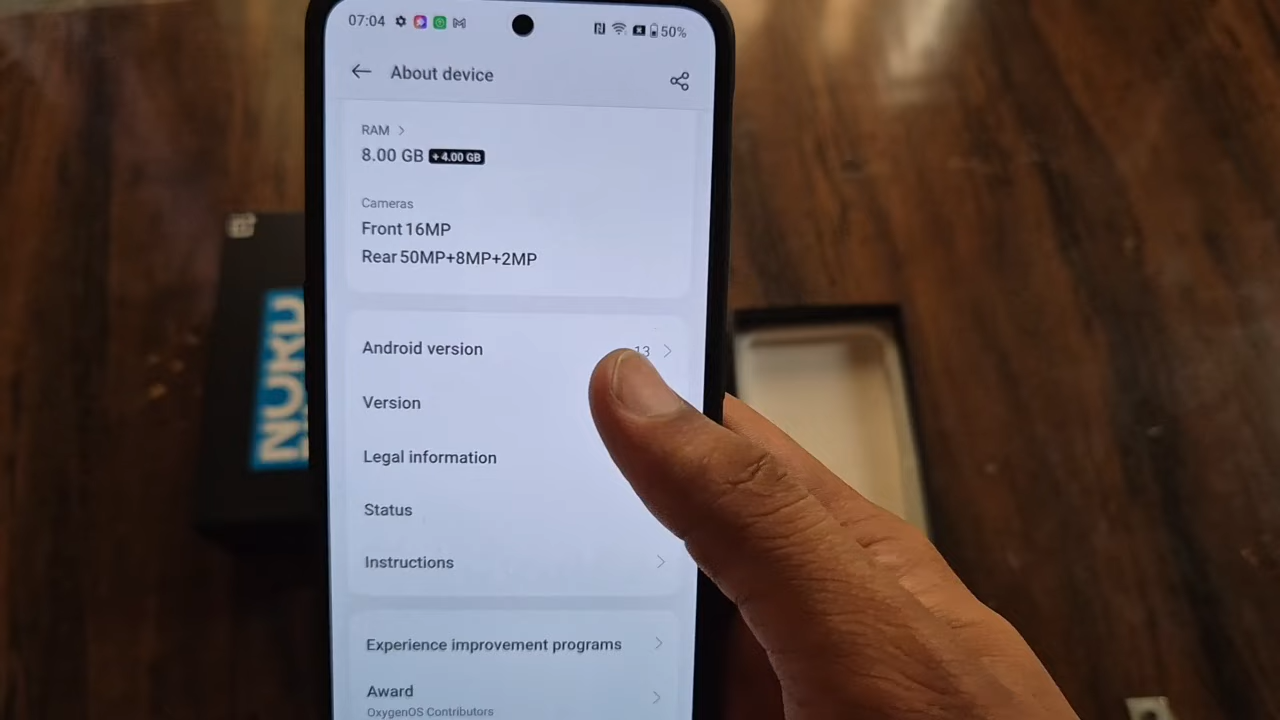 07:04
50%
About device
RAM
8.00 GB +4.00 GB
Cameras
Front 16MP
Rear 50MP+8MP+2MP
Android version 13
Version
Legal information
Status
Instructions
Experience improvement programs
Award
OxygenOS Contributors